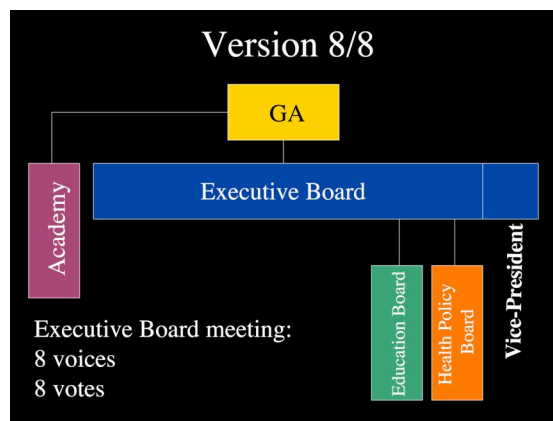 Version 8/8
GA
Academy
Executive Board
Vice-President
Education Board
Health Policy
Board
Executive Board meeting:
8 voices
8 votes